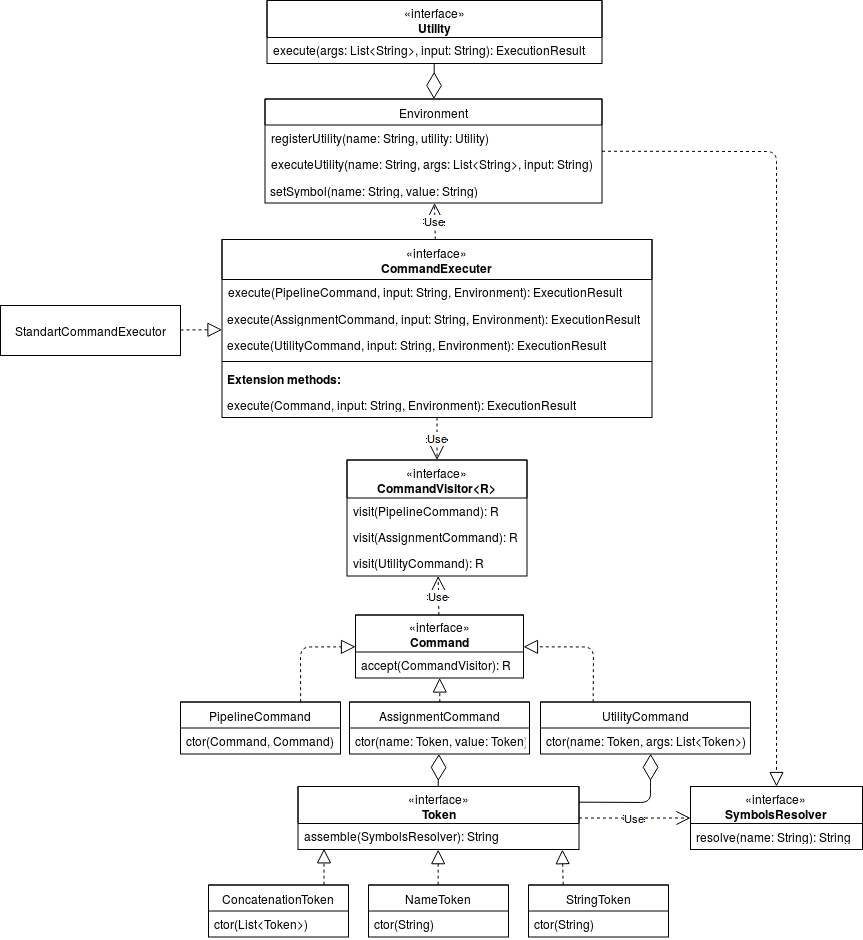 «interface»
Utility
execute(args: List<String>, input: String): ExecutionResult
Environment
registerUtility(name: String, utility: Utility)
executeUtility(name: String, args: List<String>, input: String)
setSymbol(name: String, value: String)
Use
«interface»
CommandExecuter
execute(PipelineCommand, input: String, Environment): ExecutionResult
execute(AssignmentCommand, input: String, Environment): ExecutionResult
execute(UtilityCommand, input: String, Environment): ExecutionResult
Extension methods:
execute(Command, input: String, Environment): ExecutionResult
StandartCommandExecutor
Use
«interface»
CommandVisitor<R>
visit(PipelineCommand): R
visit(AssignmentCommand): R
visit(UtilityCommand): R
Use
«interface»
Command
accept(CommandVisitor): R
PipelineCommand
ctor(Command, Command)
AssignmentCommand
ctor(name: Token, value: Token)
UtilityCommand
ctor(name: Token, args: List<Token>)
«interface»
Token
assemble(SymbolsResolver): String
Use
«interface»
SymbolsResolver
resolve(name: String): String
ConcatenationToken
ctor(List<Token>)
NameToken
ctor(String)
StringToken
ctor(String)